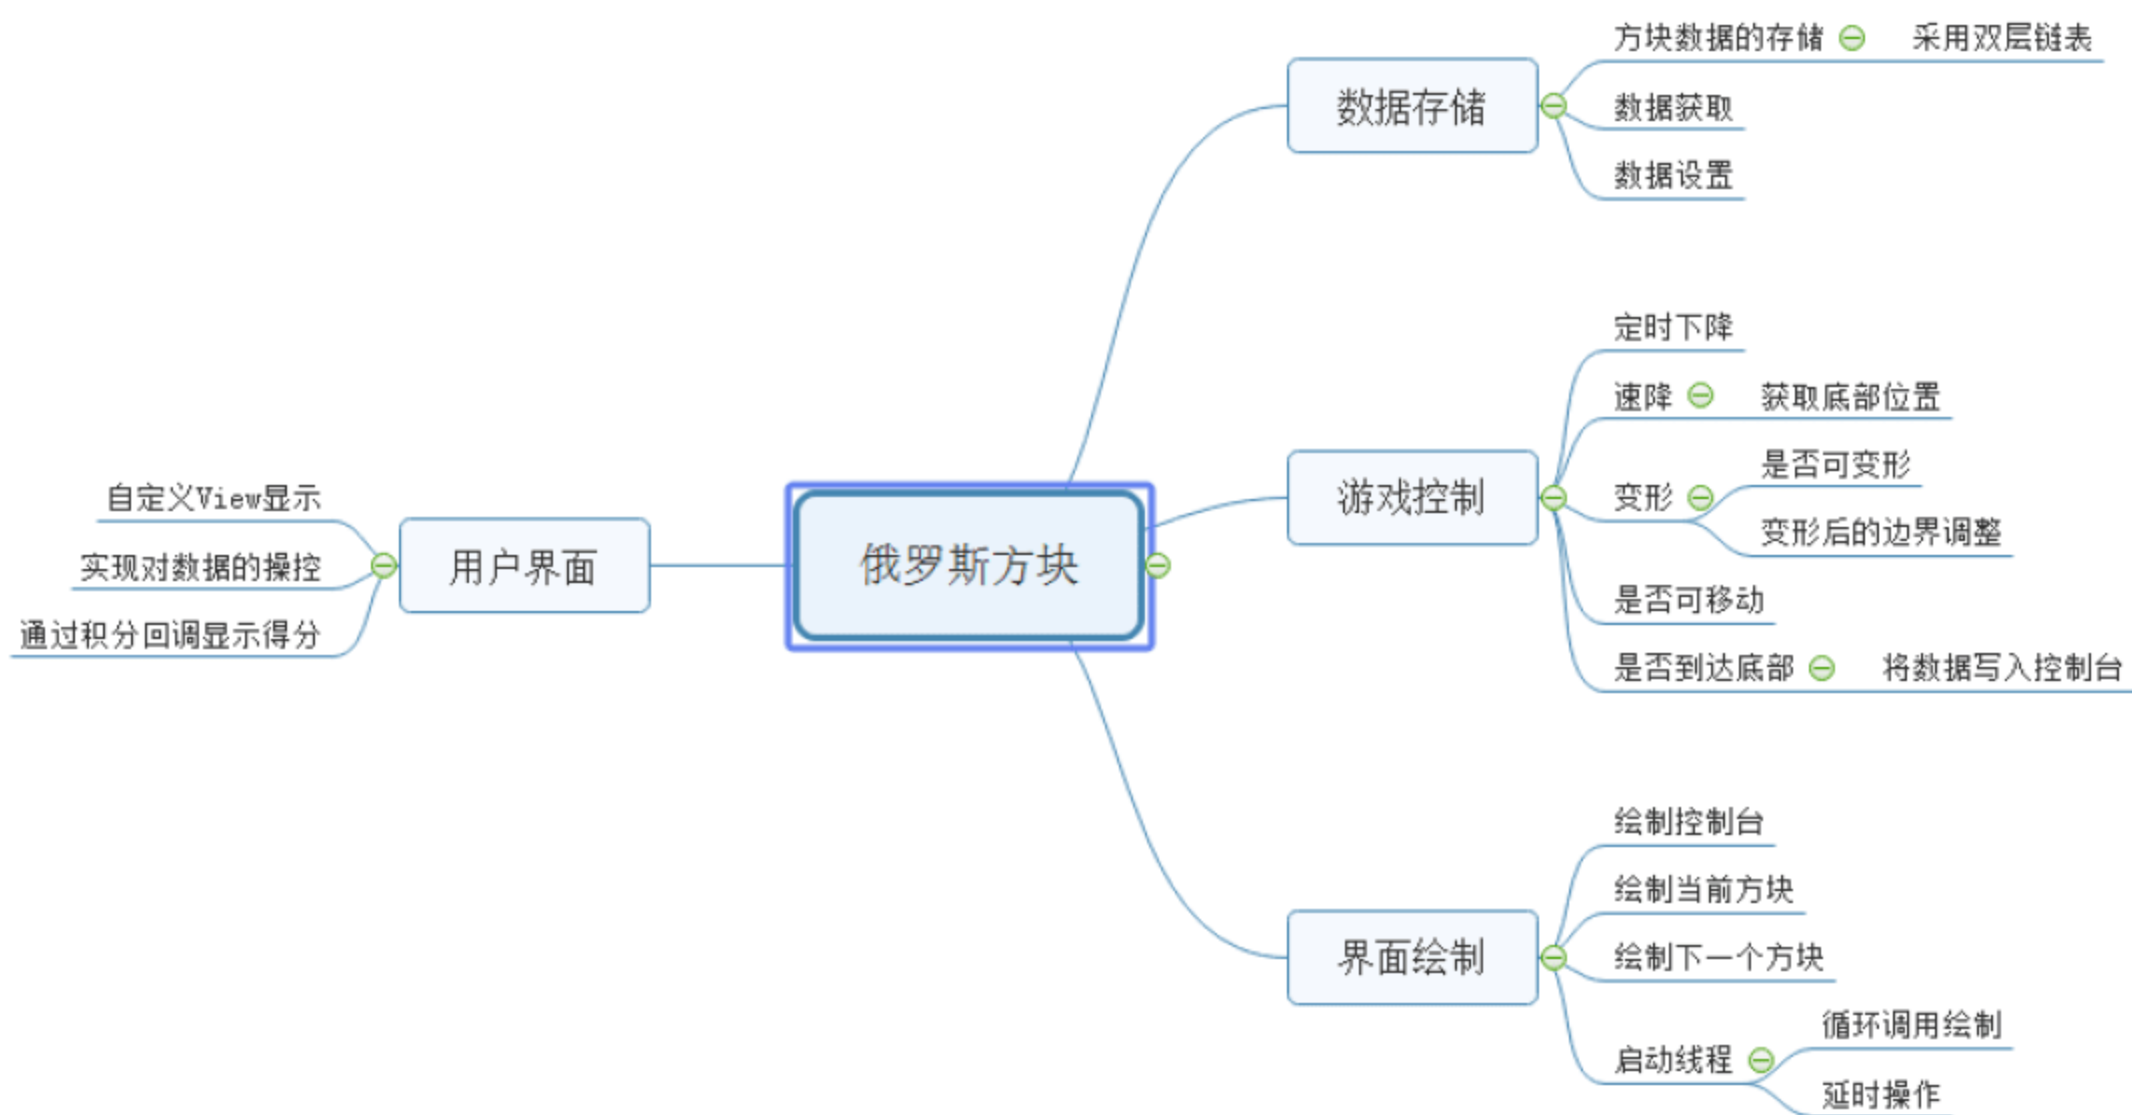 方块数据的存储 采用双层链表
数据存储
数据获取
数据设置
定时下降
速降 获取底部位置
是否可变形
游戏控制
变形
变形后的边界调整
是否可移动
是否到达底部 将数据写入控制台
俄罗斯方块
用户界面
自定义View显示
实现对数据的操控
通过积分回调显示得分
绘制控制台
绘制当前方块
界面绘制
绘制下一个方块
循环调用绘制
启动线程
延时操作